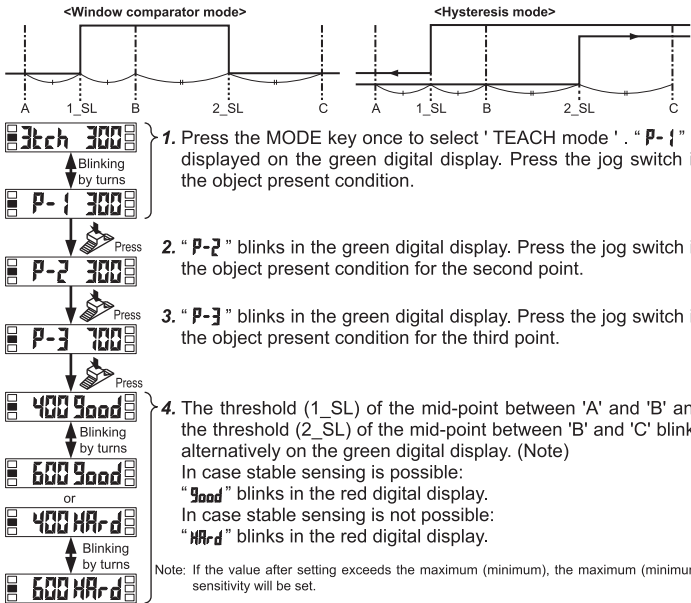 <Window comparator mode>
<Hysteresis mode>
A 1_SL B 2_SL C
A 1_SL B 2_SL C
3tch 300
Blinking
by turns
P-1 300
1. Press the MODE key once to select ' TEACH mode ' . " P-1 "
displayed on the green digital display. Press the jog switch i
the object present condition.
Press
P-2 300
2. " P-2 " blinks in the green digital display. Press the jog switch i
the object present condition for the second point.
Press
P-3 700
3. " P-3 " blinks in the green digital display. Press the jog switch i
the object present condition for the third point.
Press
400 good
Blinking
by turns
600 good
or
400 HArd
Blinking
by turns
600 HArd
4. The threshold (1_SL) of the mid-point between 'A' and 'B' an
the threshold (2_SL) of the mid-point between 'B' and 'C' blink
alternatively on the green digital display. (Note)
In case stable sensing is possible:
" good " blinks in the red digital display.
In case stable sensing is not possible:
" HArd " blinks in the red digital display.
Note: If the value after setting exceeds the maximum (minimum), the maximum (minimum
sensitivity will be set.